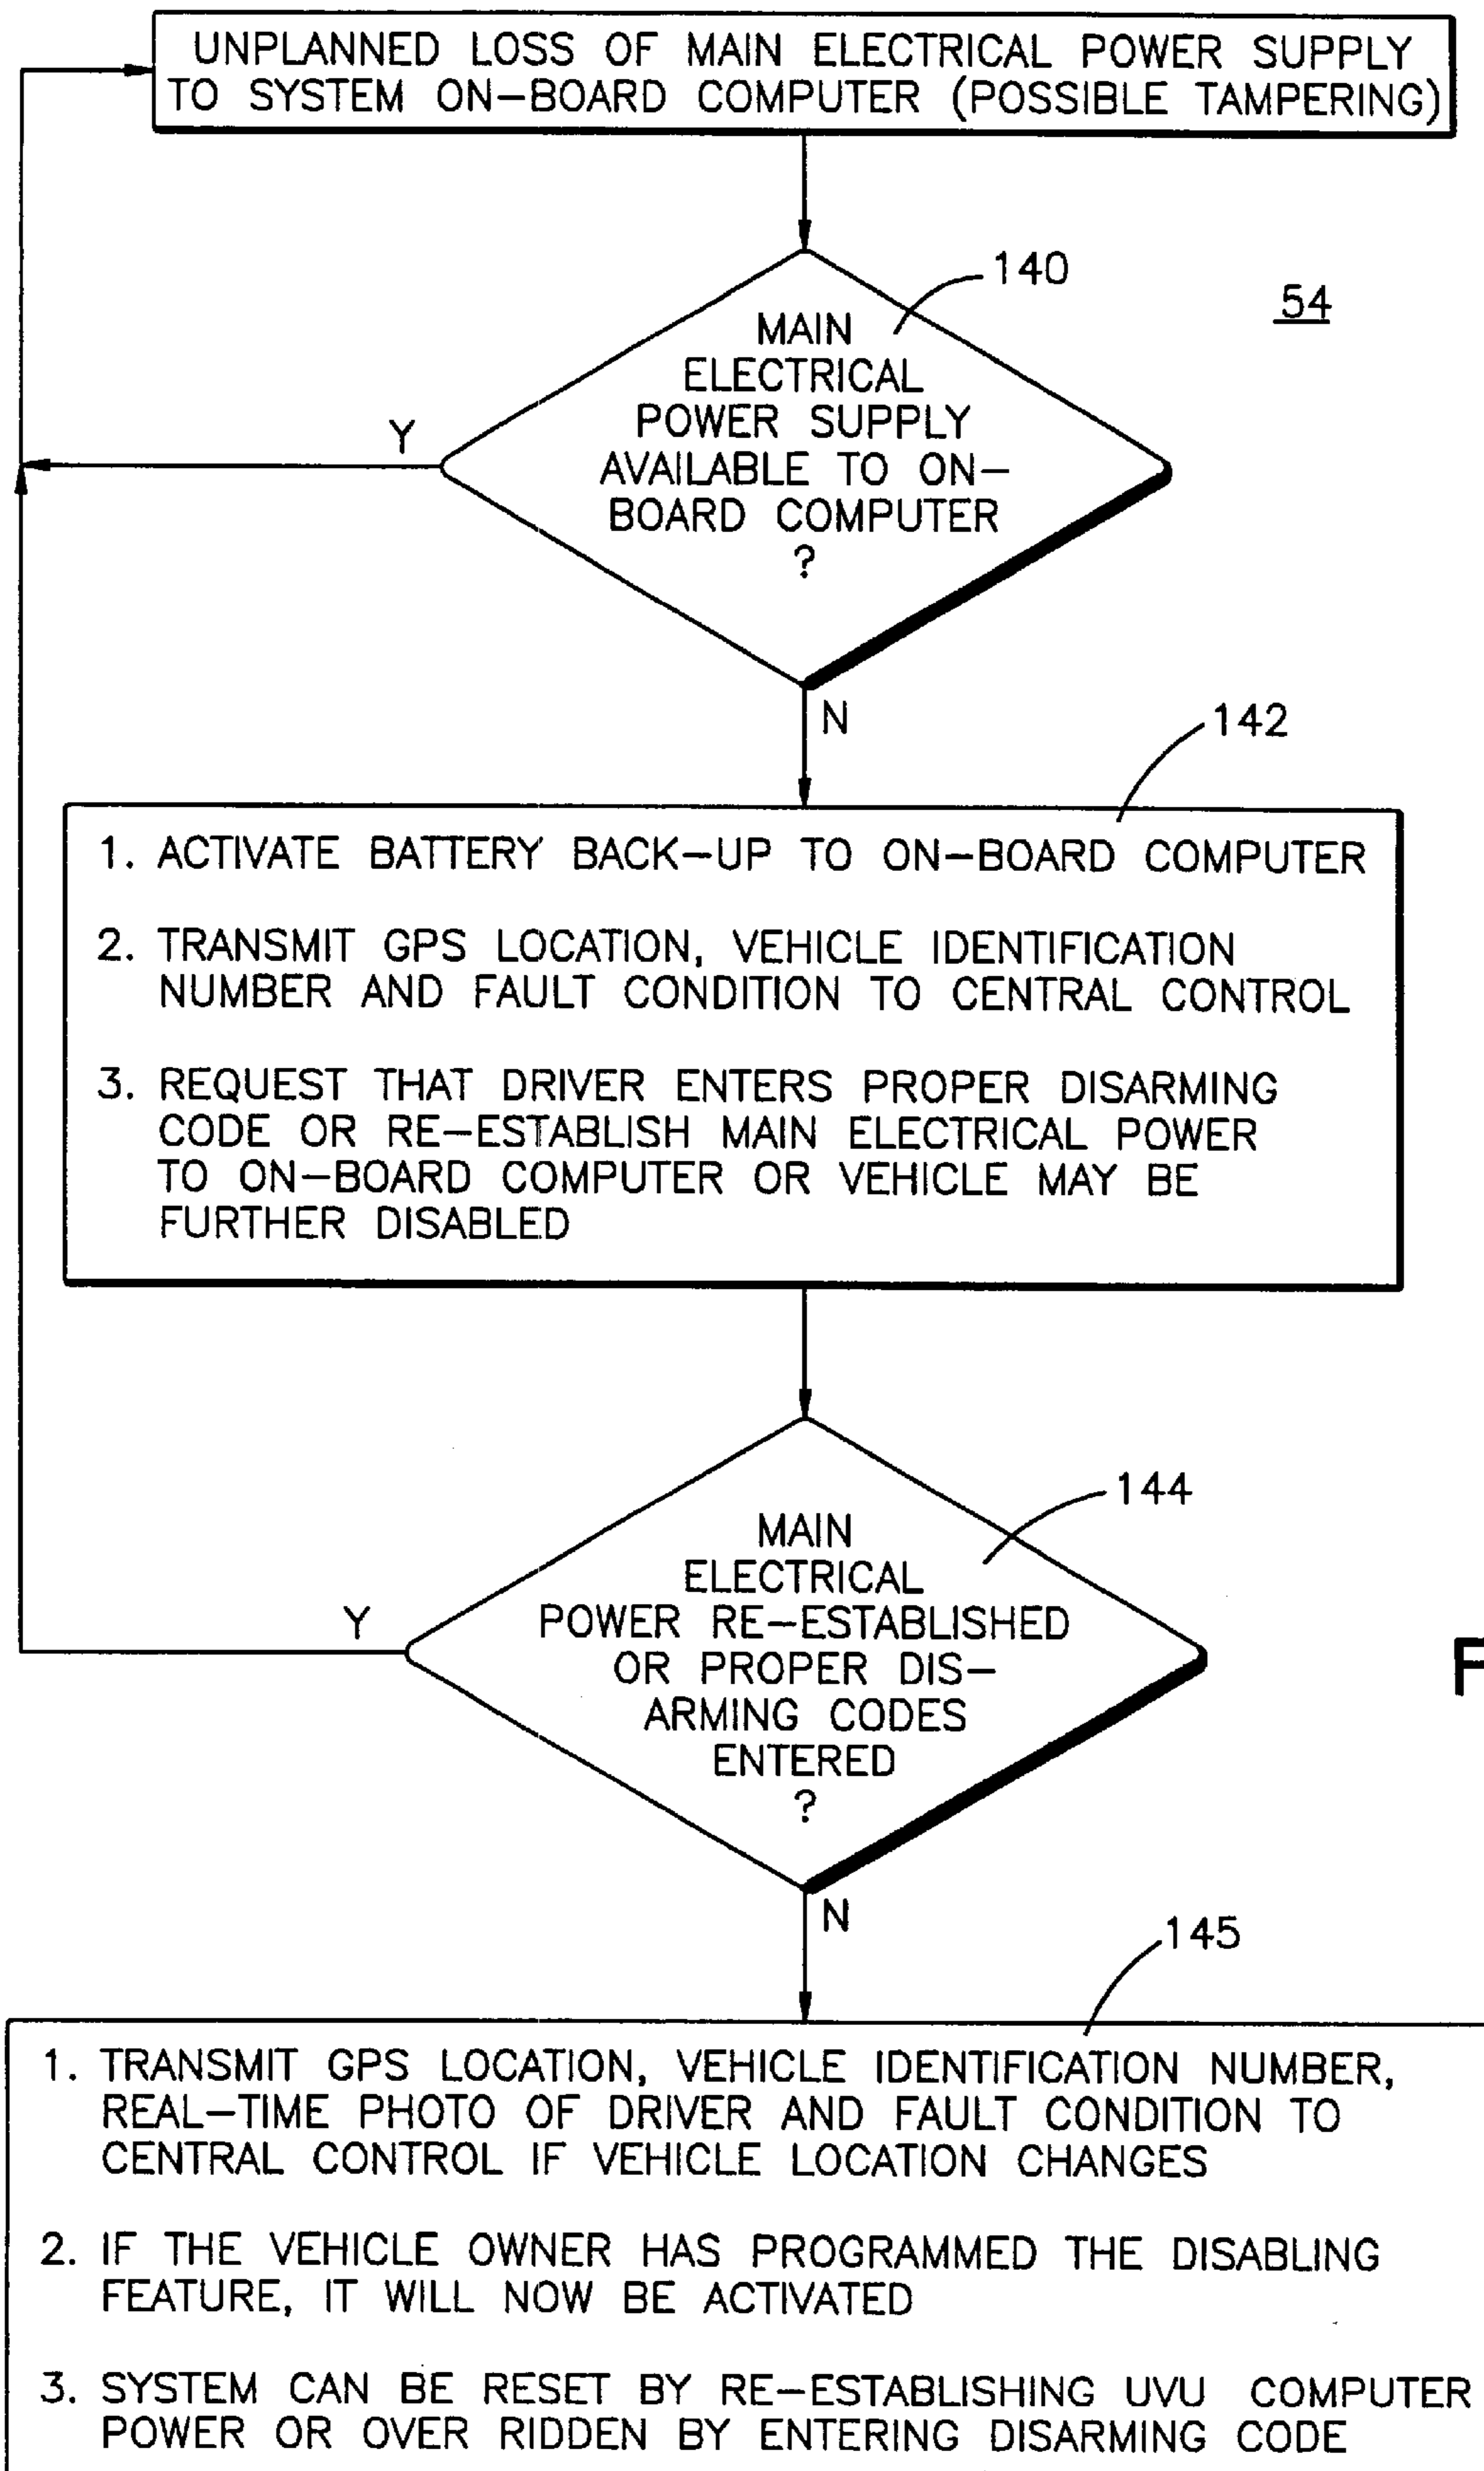 UNPLANNED LOSS OF MAIN ELECTRICAL POWER SUPPLY
TO SYSTEM ON-BOARD COMPUTER (POSSIBLE TAMPERING)
140
54
MAIN
ELECTRICAL
POWER SUPPLY
AVAILABLE TO ON-
BOARD COMPUTER
?
Y
N
142
1. ACTIVATE BATTERY BACK-UP TO ON-BOARD COMPUTER
2. TRANSMIT GPS LOCATION, VEHICLE IDENTIFICATION
NUMBER AND FAULT CONDITION TO CENTRAL CONTROL
3. REQUEST THAT DRIVER ENTERS PROPER DISARMING
CODE OR RE-ESTABLISH MAIN ELECTRICAL POWER
TO ON-BOARD COMPUTER OR VEHICLE MAY BE
FURTHER DISABLED
144
MAIN
ELECTRICAL
POWER RE-ESTABLISHED
OR PROPER DIS-
ARMING CODES
ENTERED
?
Y
F
N
145
1. TRANSMIT GPS LOCATION, VEHICLE IDENTIFICATION NUMBER,
REAL-TIME PHOTO OF DRIVER AND FAULT CONDITION TO
CENTRAL CONTROL IF VEHICLE LOCATION CHANGES
2. IF THE VEHICLE OWNER HAS PROGRAMMED THE DISABLING
FEATURE, IT WILL NOW BE ACTIVATED
3. SYSTEM CAN BE RESET BY RE-ESTABLISHING UVU COMPUTER
POWER OR OVER RIDDEN BY ENTERING DISARMING CODE